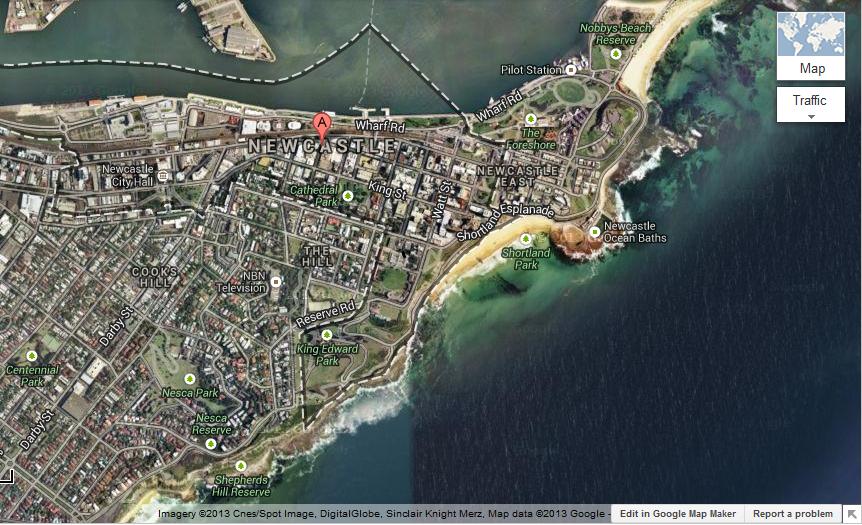 Nobbys Beach
Reserve
Map
Pilot Station
Traffic
Wharf Rd
A
Wharf Rd
The
Foreshore
NEWCASTLE
Newcastle
City Hall
NEWCASTLE
EAST
Cathedral
Park
King St
Watt St
Shortland Esplanade
Newcastle
Ocean Baths
Shortland
Park
THE
HILL
COOKS
HILL
NBN
Television
Reserve Rd
Darby St
King Edward
Park
Centennial
Park
Nesca Park
Nesca
Reserve
Darby St
Shepherds
Hill Reserve
Imagery ©2013 Cnes/Spot Image, DigitalGlobe, Sinclair Knight Merz, Map data ©2013 Google -
Edit in Google Map Maker
Report a problem